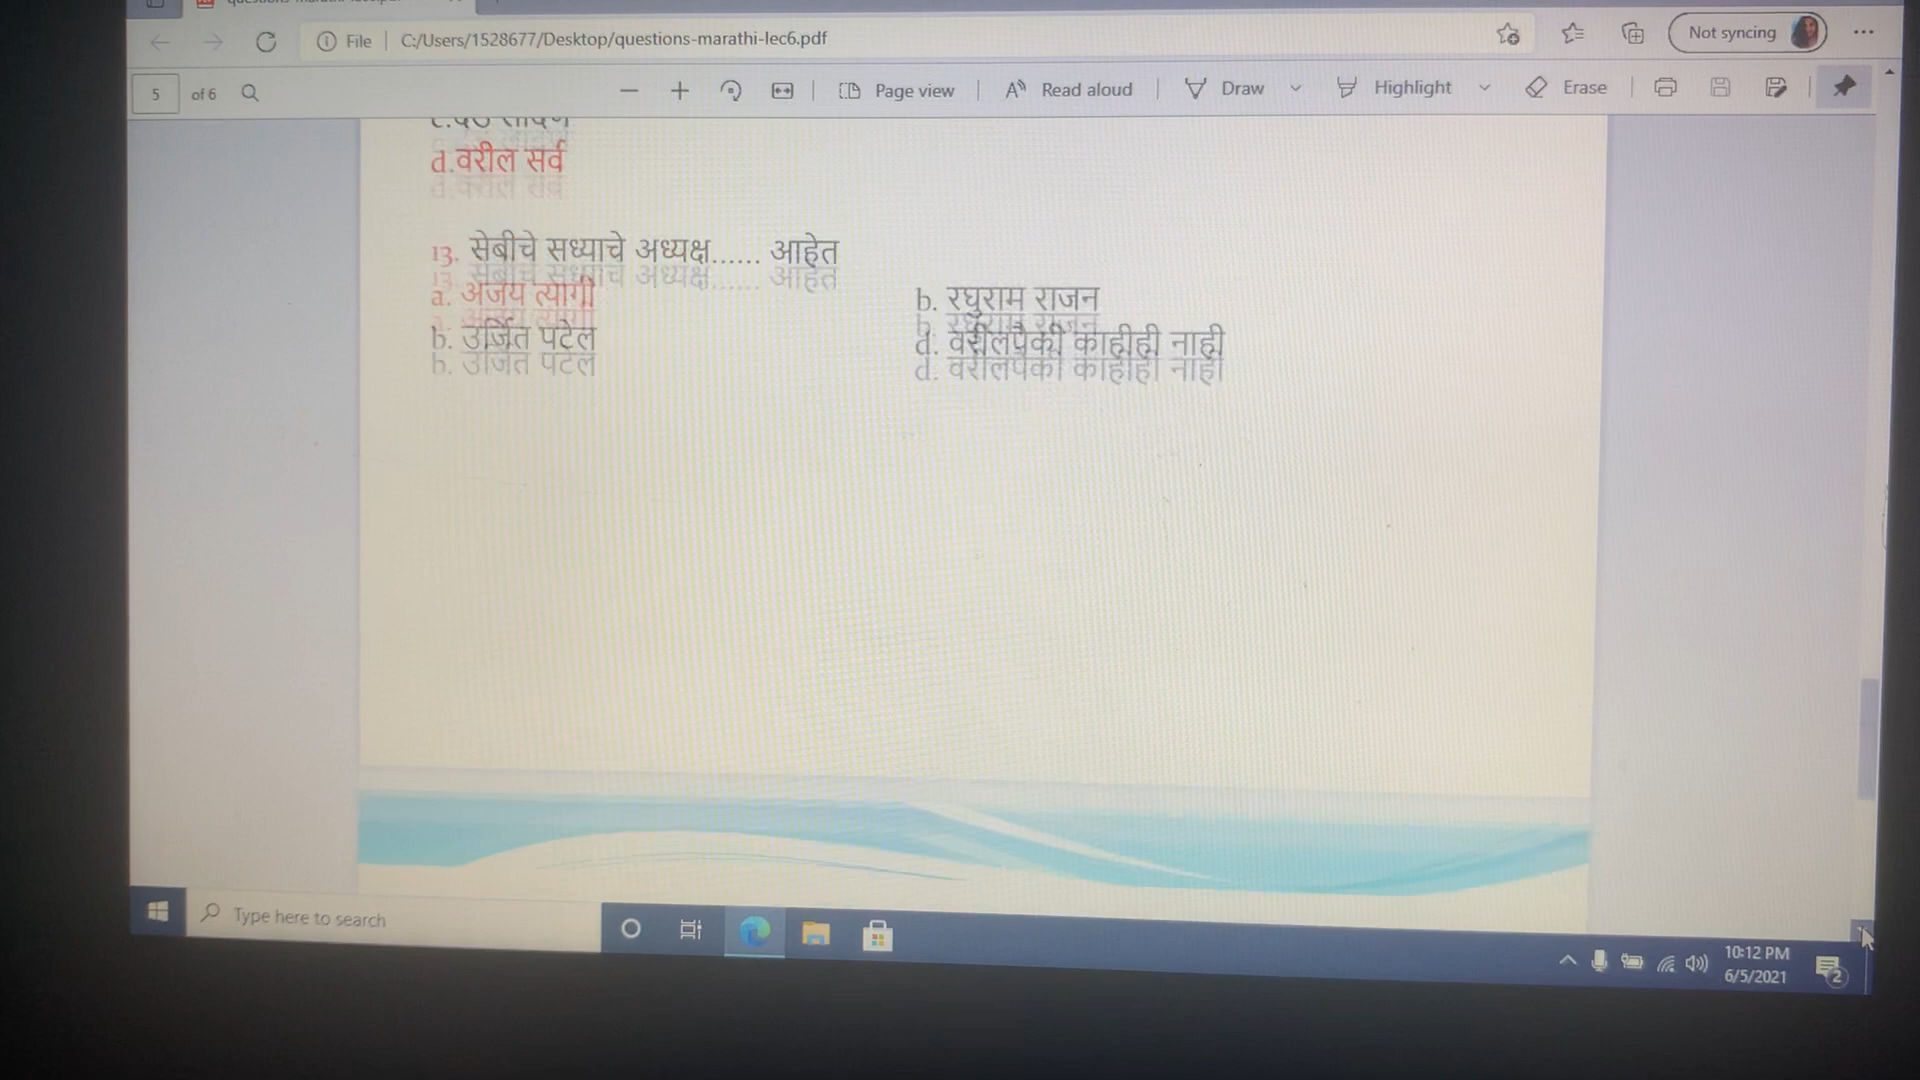 File C:/Users/1528677/Desktop/questions-marathi-lec6.pdf Not syncing
5 of 6 Page view Read aloud Draw Highlight Erase
d.वरील सर्व
13. सेबीचे सध्याचे अध्यक्ष...... आहेत
a. अजय त्यागी b. रघुराम राजन
b. उर्जित पटेल d. वरीलपैकी काहीही नाही
Type here to search
10:12 PM
6/5/2021
2